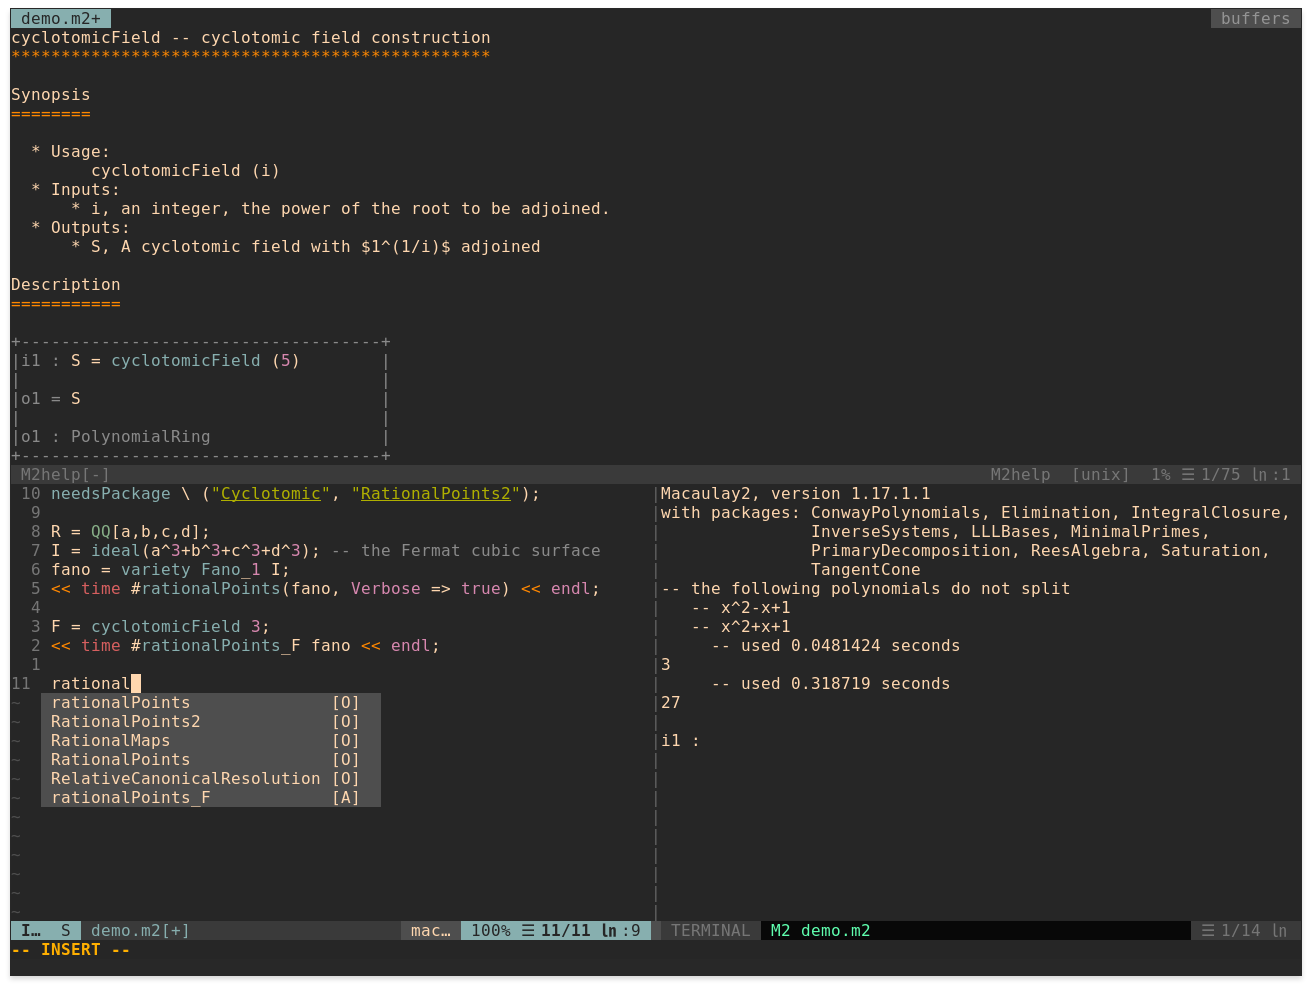 demo.m2+ buffers
cyclotomicField -- cyclotomic field construction
************************************************
Synopsis
========
* Usage:
cyclotomicField (i)
* Inputs:
* i, an integer, the power of the root to be adjoined.
* Outputs:
* S, A cyclotomic field with $1^(1/i)$ adjoined
Description
===========
+------------------------------------+
|i1 : S = cyclotomicField (5)        |
|                                    |
|o1 = S                              |
|                                    |
|o1 : PolynomialRing                 |
+------------------------------------+
M2help[-] M2help [unix] 1% ☰ 1/75 ln :1
10 needsPackage \ ("Cyclotomic", "RationalPoints2");
9
8 R = QQ[a,b,c,d];
7 I = ideal(a^3+b^3+c^3+d^3); -- the Fermat cubic surface
6 fano = variety Fano_1 I;
5 << time #rationalPoints(fano, Verbose => true) << endl;
4
3 F = cyclotomicField 3;
2 << time #rationalPoints_F fano << endl;
1
11 rational
~ rationalPoints [O]
~ RationalPoints2 [O]
~ RationalMaps [O]
~ RationalPoints [O]
~ RelativeCanonicalResolution [O]
~ rationalPoints_F [A]
~
~
~
~
~
~
I… S demo.m2[+] mac… 100% ☰ 11/11 ln :9
|Macaulay2, version 1.17.1.1
|with packages: ConwayPolynomials, Elimination, IntegralClosure,
| InverseSystems, LLLBases, MinimalPrimes,
| PrimaryDecomposition, ReesAlgebra, Saturation,
| TangentCone
|-- the following polynomials do not split
| -- x^2-x+1
| -- x^2+x+1
| -- used 0.0481424 seconds
|3
| -- used 0.318719 seconds
|27
|
|i1 :
TERMINAL M2 demo.m2 ☰ 1/14 ln
-- INSERT --